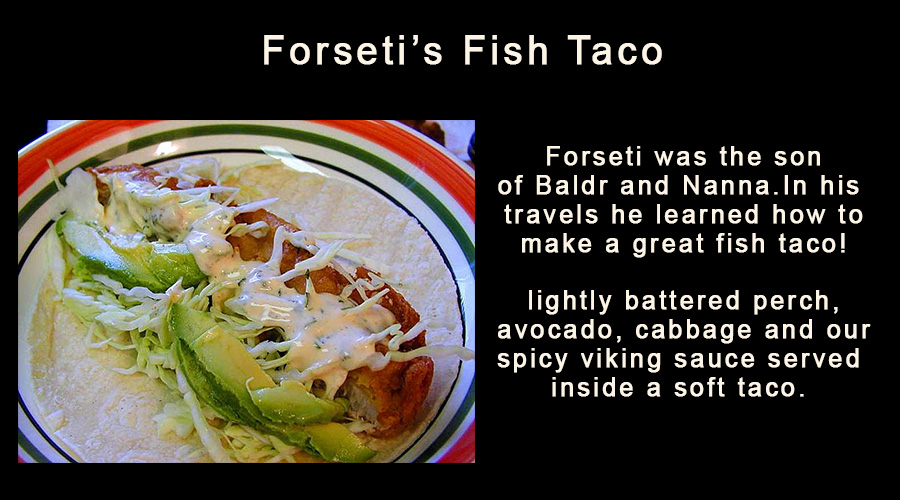 Forseti’s Fish Taco
Forseti was the son
of Baldr and Nanna.In his
travels he learned how to
make a great fish taco!
lightly battered perch,
avocado, cabbage and our
spicy viking sauce served
inside a soft taco.